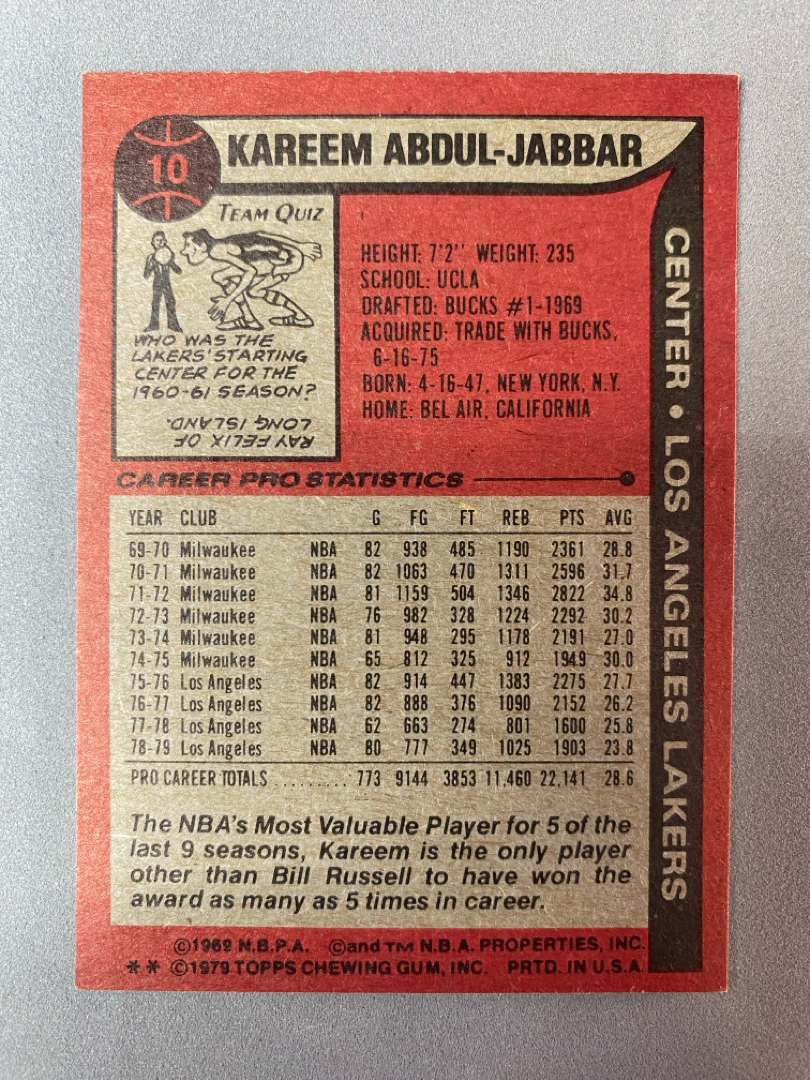 10
KAREEM ABDUL-JABBAR
TEAM QUIZ
WHO WAS THE
LAKERS' STARTING
CENTER FOR THE
1960-61 SEASON?
RAY FELIX OF
LONG ISLAND.
HEIGHT: 7'2" WEIGHT: 235
SCHOOL: UCLA
DRAFTED: BUCKS #1-1969
ACQUIRED: TRADE WITH BUCKS,
6-16-75
BORN: 4-16-47, NEW YORK, N.Y.
HOME: BEL AIR, CALIFORNIA
CENTER • LOS ANGELES LAKERS
CAREER PRO STATISTICS
YEAR CLUB G FG FT REB PTS AVG
69-70 Milwaukee NBA 82 938 485 1190 2361 28.8
70-71 Milwaukee NBA 82 1063 470 1311 2596 31.7
71-72 Milwaukee NBA 81 1159 504 1346 2822 34.8
72-73 Milwaukee NBA 76 982 328 1224 2292 30.2
73-74 Milwaukee NBA 81 948 295 1178 2191 27.0
74-75 Milwaukee NBA 65 812 325 912 1949 30.0
75-76 Los Angeles NBA 82 914 447 1383 2275 27.7
76-77 Los Angeles NBA 82 888 376 1090 2152 26.2
77-78 Los Angeles NBA 62 663 274 801 1600 25.8
78-79 Los Angeles NBA 80 777 349 1025 1903 23.8
PRO CAREER TOTALS ......... 773 9144 3853 11,460 22,141 28.6
The NBA's Most Valuable Player for 5 of the
last 9 seasons, Kareem is the only player
other than Bill Russell to have won the
award as many as 5 times in career.
©1969 N.B.P.A. ©and TM N.B.A. PROPERTIES, INC.
** ©1979 TOPPS CHEWING GUM, INC. PRTD. IN U.S.A.